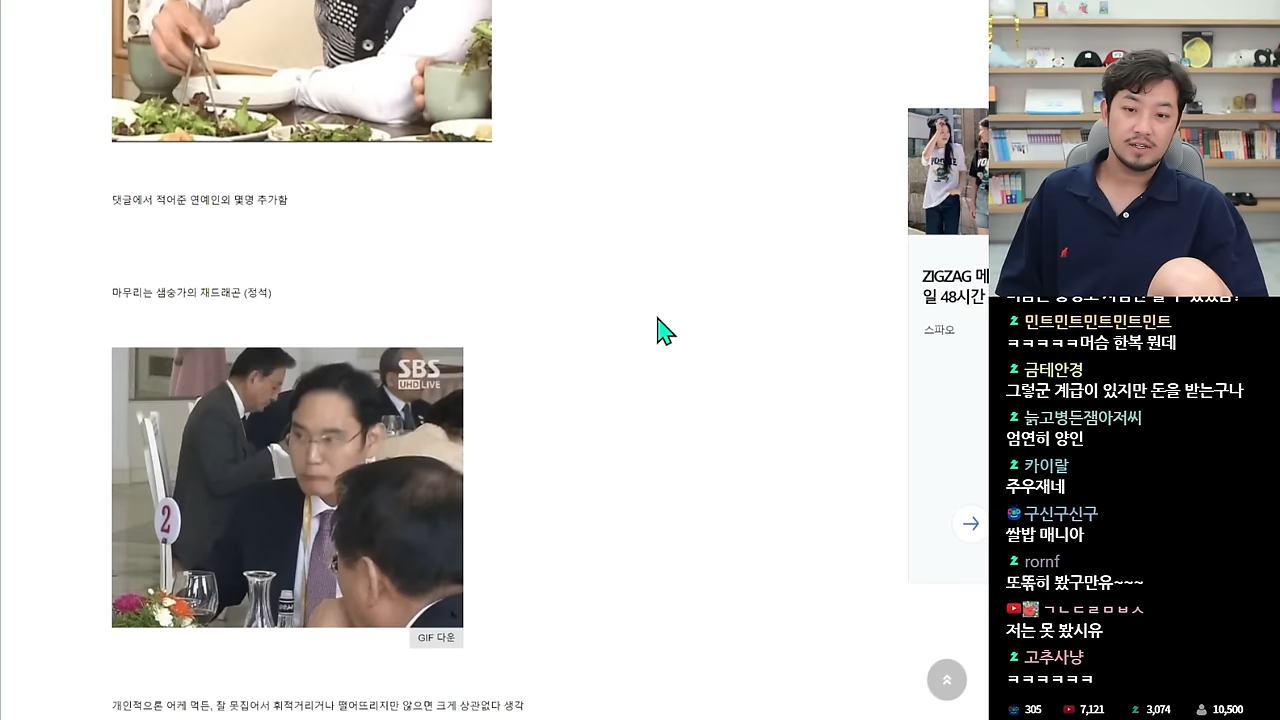 댓글에서 적어준 연예인외 몇명 추가함
마무리는 샘숭가의 재드래곤 (정석)
SBS
UHD LIVE
2
GIF 다운
개인적으론 어케 먹든, 잘 못집어서 휘적거리거나 떨어뜨리지만 않으면 크게 상관없다 생각
ZIGZAG 메
일 48시간
스파오
민트민트민트민트민트
ㅋㅋㅋㅋㅋ머슴 한복 뭔데
금테안경
그렇군 계급이 있지만 돈을 받는구나
늙고병든잼아저씨
엄연히 양인
카이랄
주우재네
구신구신구
쌀밥 매니아
rornf
또똒히 봤구만유~~~
ㄱㄴㄷㄹㅁㅂㅅ
저는 못 봤시유
고추사냥
ㅋㅋㅋㅋㅋㅋ
305 7,121 3,074 10,500